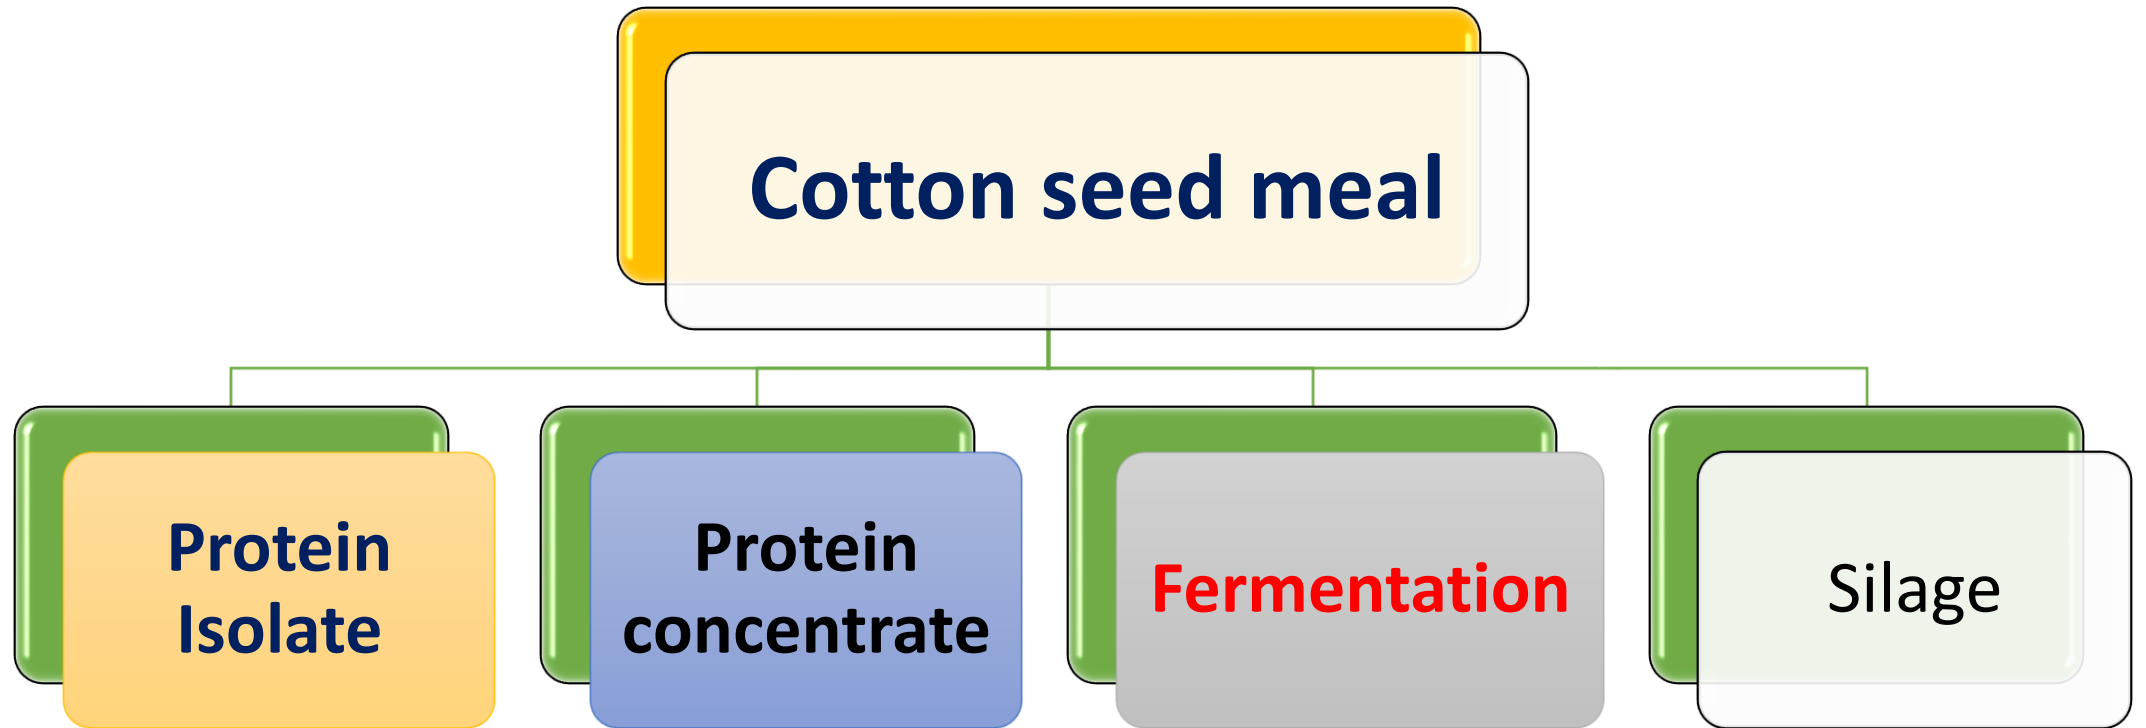 Cotton seed meal
Protein
Isolate
Protein
concentrate
Fermentation
Silage